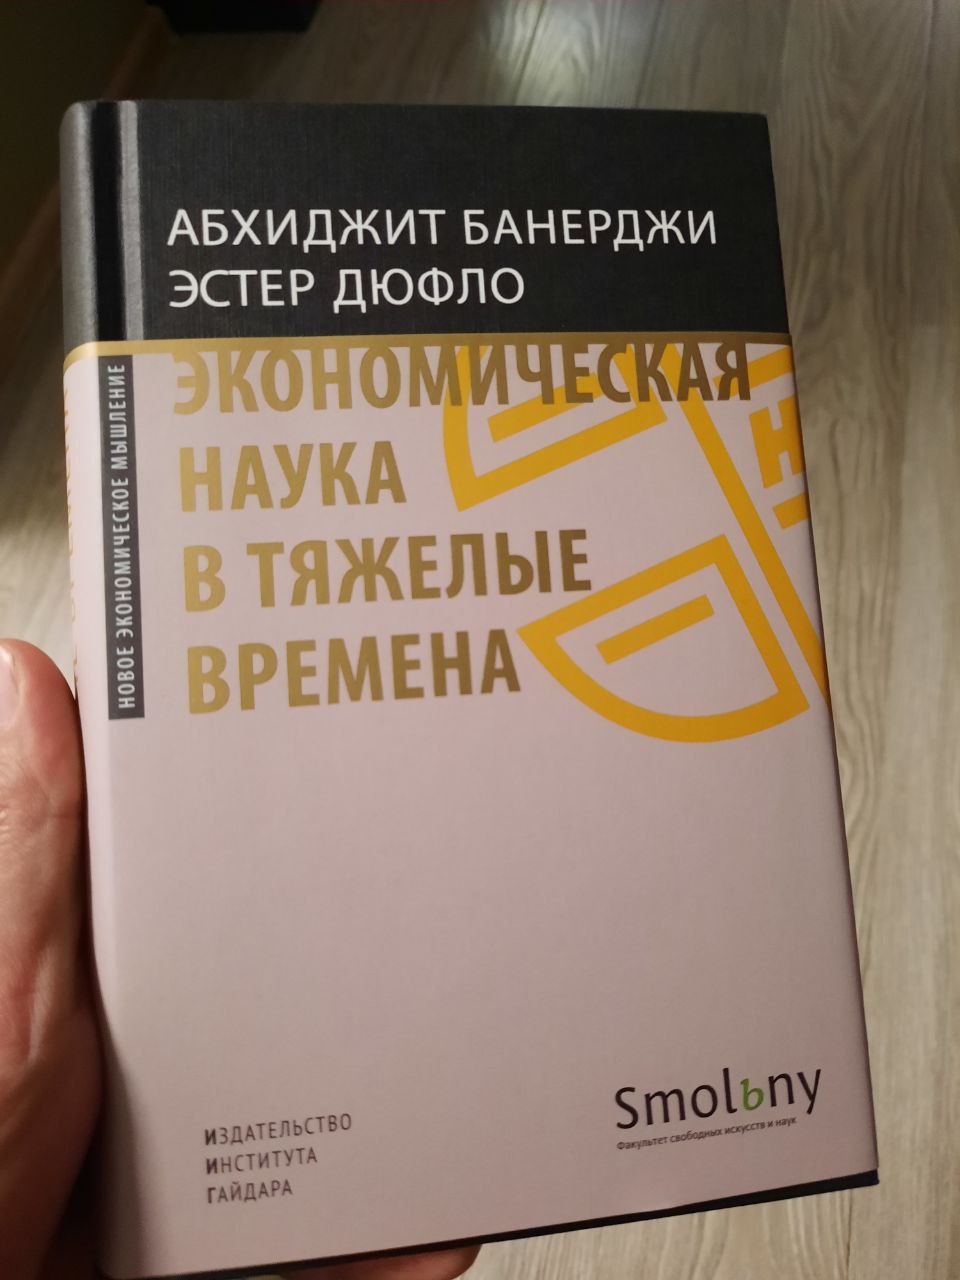 АБХИДЖИТ БАНЕРДЖИ
ЭСТЕР ДЮФЛО
ЭКОНОМИЧЕСКАЯ
НАУКА
В ТЯЖЕЛЫЕ
ВРЕМЕНА
НОВОЕ ЭКОНОМИЧЕСКОЕ МЫШЛЕНИЕ
Smolьny
Факультет свободных искусств и наук
ИЗДАТЕЛЬСТВО
ИНСТИТУТА
ГАЙДАРА